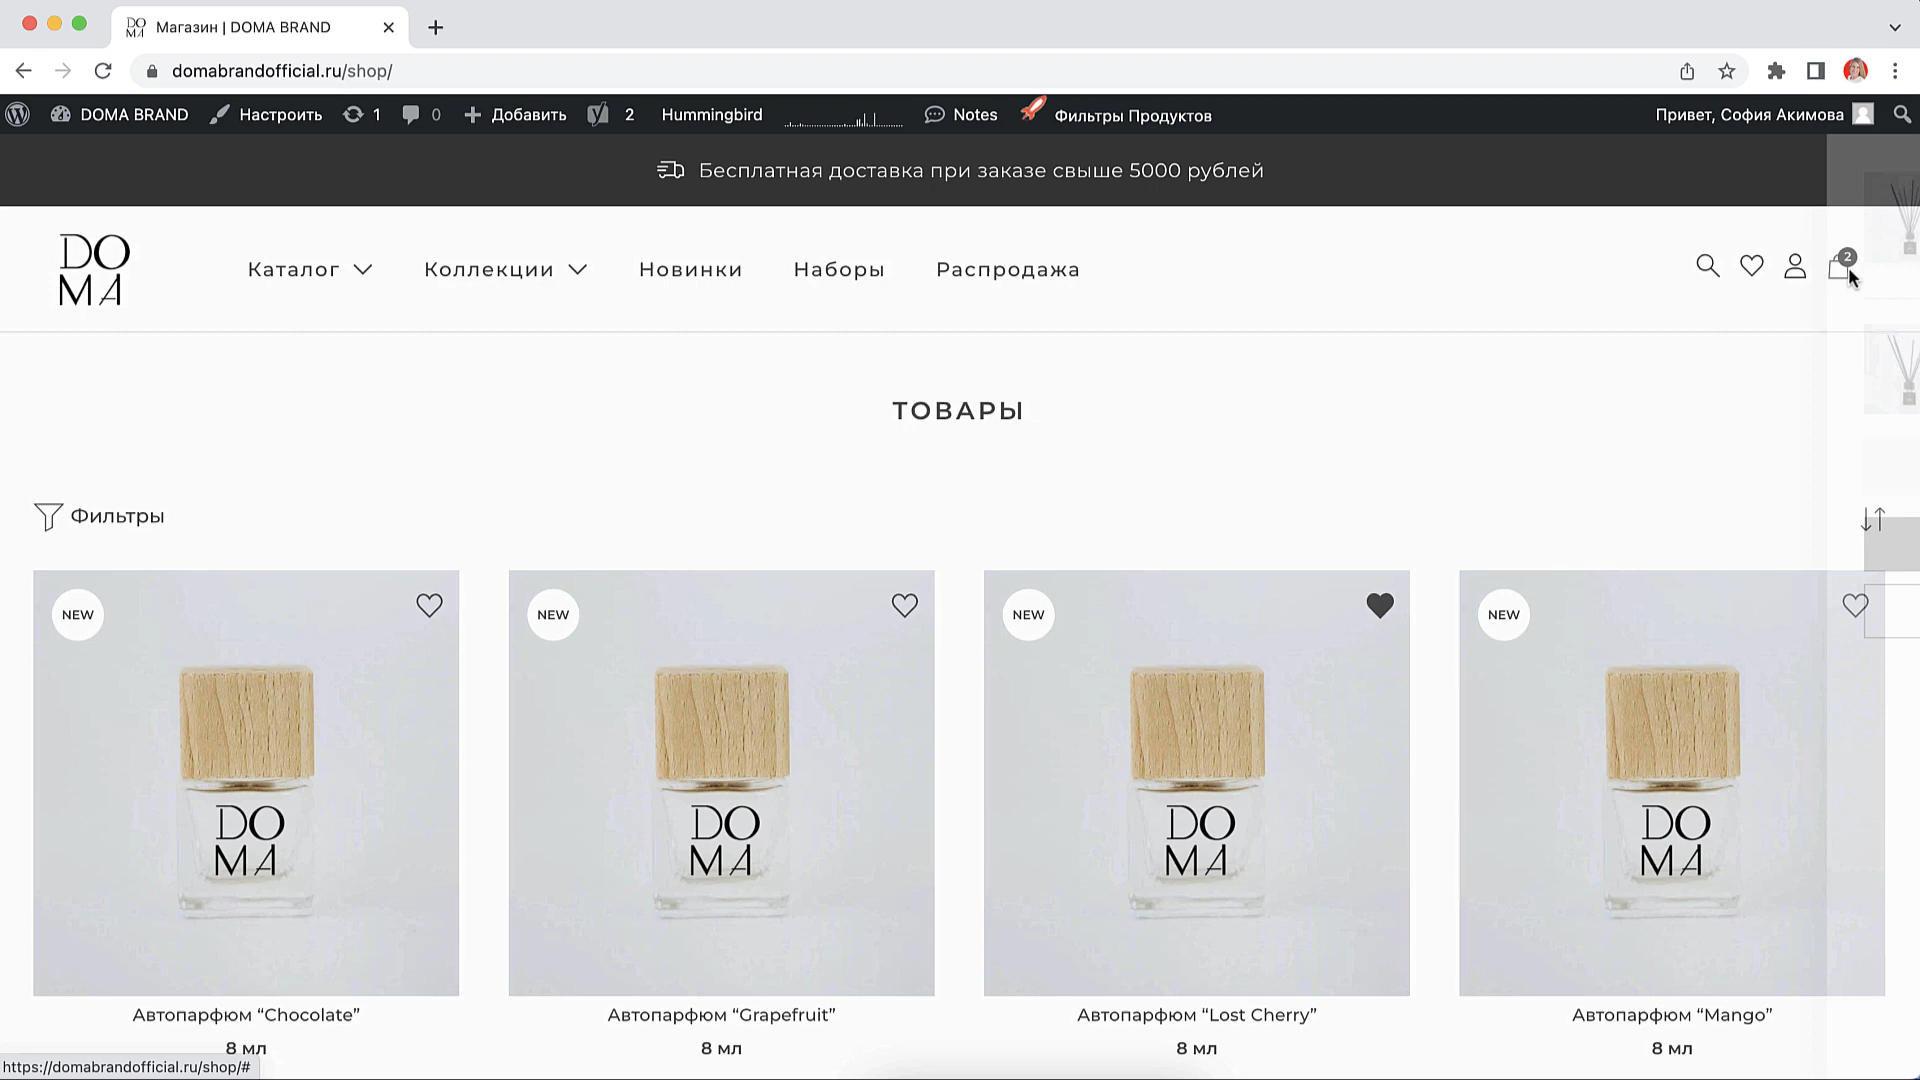 DO
MA
Магазин | DOMA BRAND
domabrandofficial.ru/shop/
DOMA BRAND
Настроить
1
0
Добавить
2
Hummingbird
Notes
Фильтры Продуктов
Привет, София Акимова
Бесплатная доставка при заказе свыше 5000 рублей
DO
MA
Каталог
Коллекции
Новинки
Наборы
Распродажа
2
ТОВАРЫ
Фильтры
NEW
NEW
NEW
NEW
DO
MA
DO
MA
DO
MA
DO
MA
Автопарфюм “Chocolate”
Автопарфюм “Grapefruit”
Автопарфюм “Lost Cherry”
Автопарфюм “Mango”
8 мл
8 мл
8 мл
8 мл
https://domabrandofficial.ru/shop/#